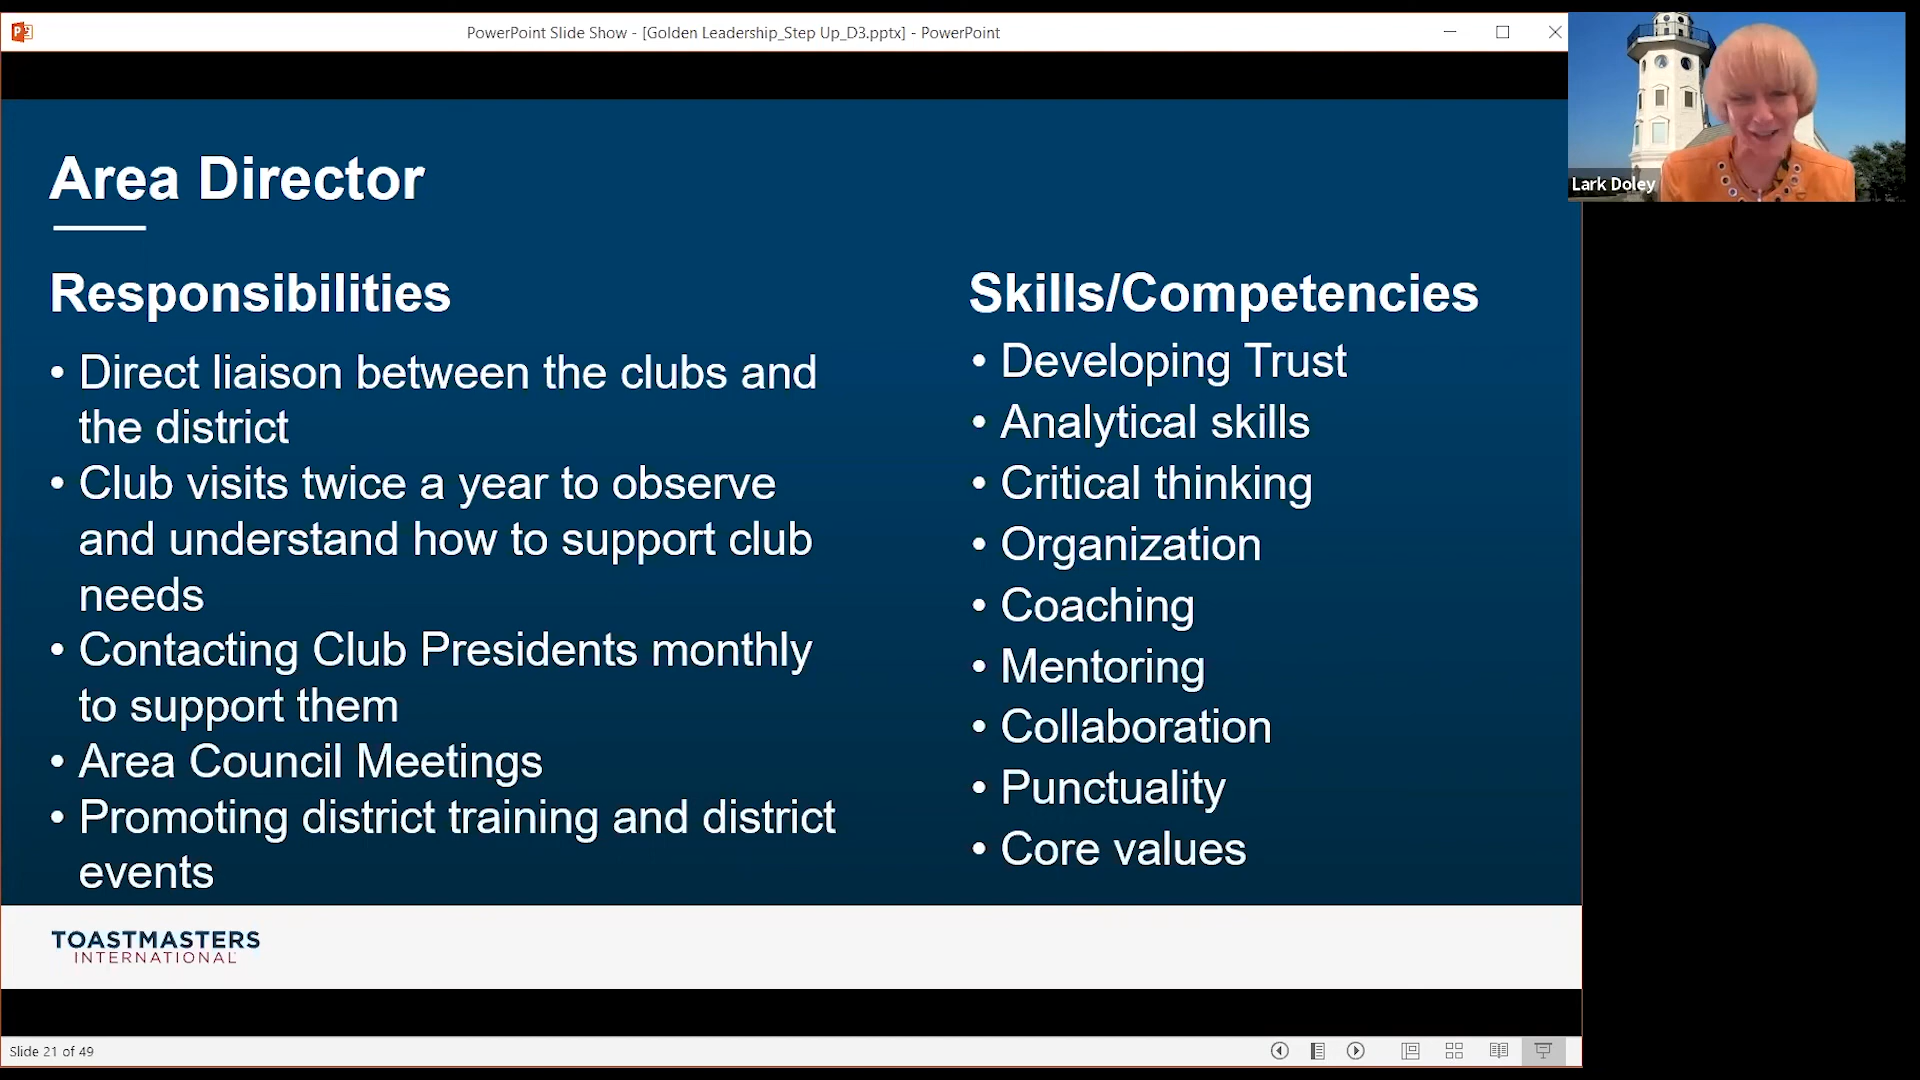 PowerPoint Slide Show - [Golden Leadership_Step Up_D3.pptx] - PowerPoint
Lark Doley
Area Director
Responsibilities
• Direct liaison between the clubs and
the district
• Club visits twice a year to observe
and understand how to support club
needs
• Contacting Club Presidents monthly
to support them
• Area Council Meetings
• Promoting district training and district
events
Skills/Competencies
• Developing Trust
• Analytical skills
• Critical thinking
• Organization
• Coaching
• Mentoring
• Collaboration
• Punctuality
• Core values
TOASTMASTERS
INTERNATIONAL
Slide 21 of 49